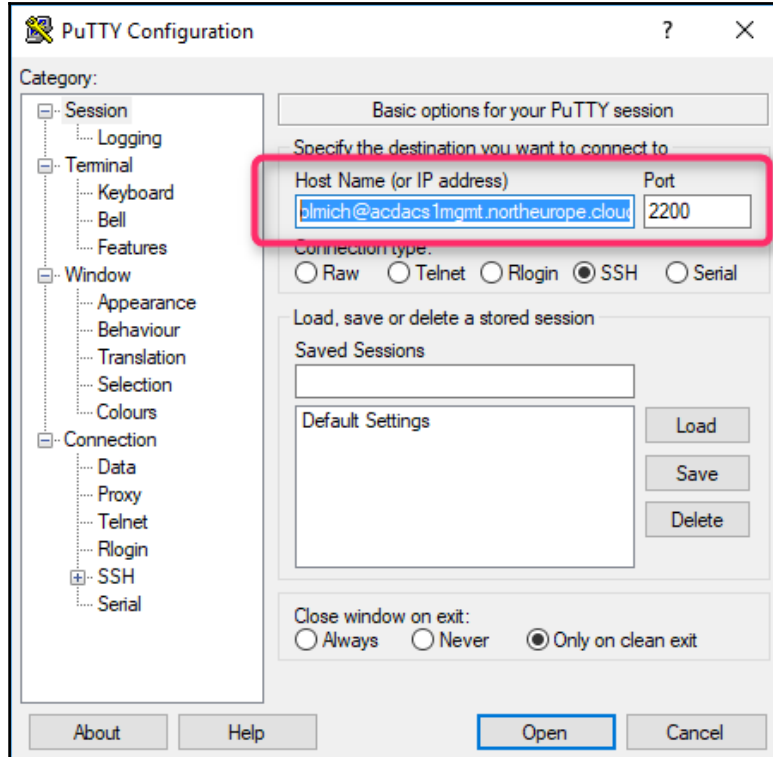 PuTTY Configuration
Category:
Session
Logging
Terminal
Keyboard
Bell
Features
Window
Appearance
Behaviour
Translation
Selection
Colours
Connection
Data
Proxy
Telnet
Rlogin
SSH
Serial
Basic options for your PuTTY session
Specify the destination you want to connect to
Host Name (or IP address) Port
olmich@acdacs1mgmt.northeurope.cloud 2200
Connection type:
Raw Telnet Rlogin SSH Serial
Load, save or delete a stored session
Saved Sessions
Default Settings
Load
Save
Delete
Close window on exit:
Always Never Only on clean exit
About Help Open Cancel